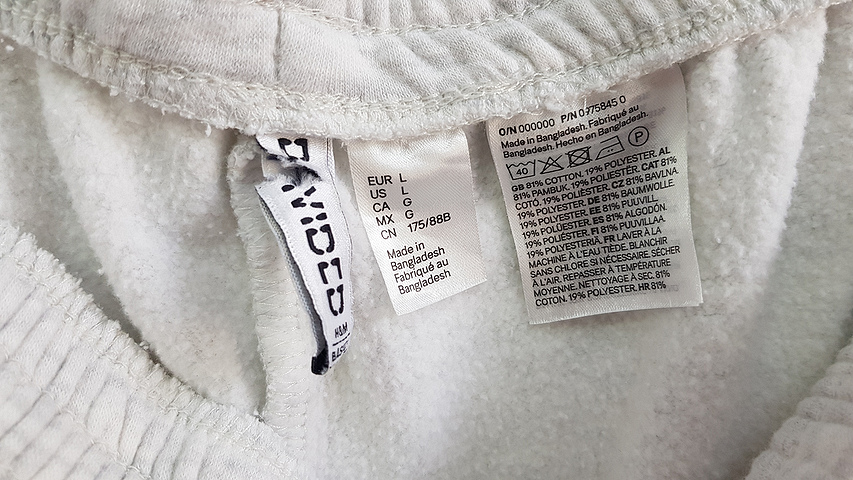 VIDED
H&M
EUR L
US L
CA G
MX G
CN 175/88B
Made in
Bangladesh
Fabriqué au
Bangladesh
O/N 000000 P/N 0975845 0
Made in Bangladesh. Fabriqué au
Bangladesh. Hecho en Bangladesh.
40 P
GB 81% COTTON. 19% POLYESTER. AL
81% PAMBUK. 19% POLIESTËR. CAT 81%
COTÓ. 19% POLIÈSTER. CZ 81% BAVLNA.
19% POLYESTER. DE 81% BAUMWOLLE.
19% POLYESTER. EE 81% PUUVILL.
19% POLÜESTER. ES 81% ALGODÓN.
19% POLIÉSTER. FI 81% PUUVILLAA.
19% POLYESTERIÄ. FR LAVER À LA
MACHINE À L'EAU TIÈDE. BLANCHIR
SANS CHLORE SI NÉCESSAIRE. SÉCHER
À L'AIR. REPASSER À TEMPÉRATURE
MOYENNE. NETTOYAGE À SEC. 81%
COTON. 19% POLYESTER. HR 81%